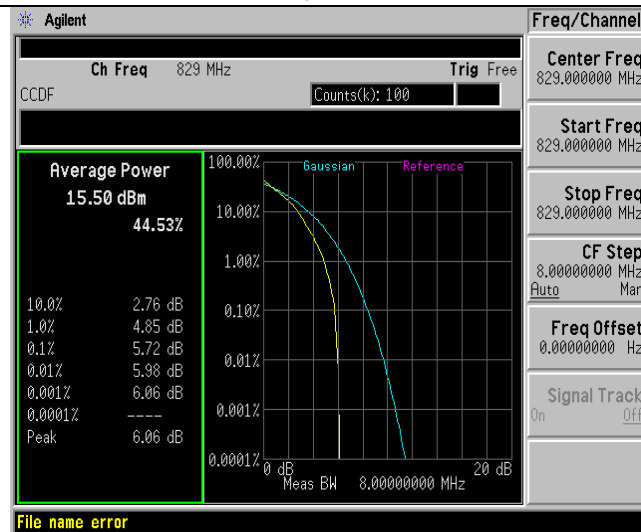 Agilent
Freq/Channel
Ch Freq 829 MHz Trig Free
CCDF Counts(k): 100
Center Freq
829.000000 MHz
Start Freq
829.000000 MHz
Stop Freq
829.000000 MHz
CF Step
8.00000000 MHz
Auto Man
Freq Offset
0.00000000 Hz
Signal Track
On Off
Average Power
15.50 dBm
44.53%
10.0% 2.76 dB
1.0% 4.85 dB
0.1% 5.72 dB
0.01% 5.98 dB
0.001% 6.06 dB
0.0001% ----
Peak 6.06 dB
100.00% Gaussian Reference
10.00%
1.00%
0.10%
0.01%
0.001%
0.0001%
0 dB 20 dB
Meas BW 8.00000000 MHz
File name error